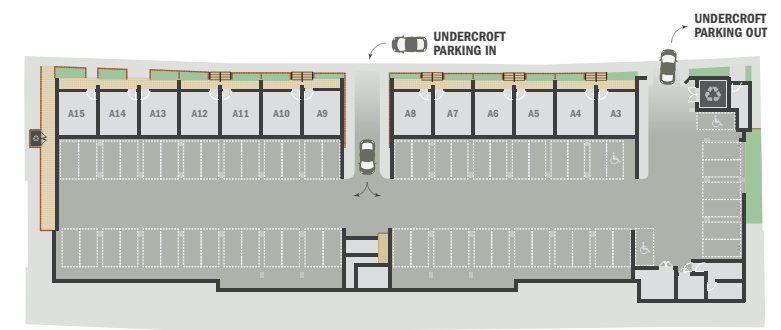 UNDERCROFT
PARKING OUT
UNDERCROFT
PARKING IN
A15 A14 A13 A12 A11 A10 A9 A8 A7 A6 A5 A4 A3